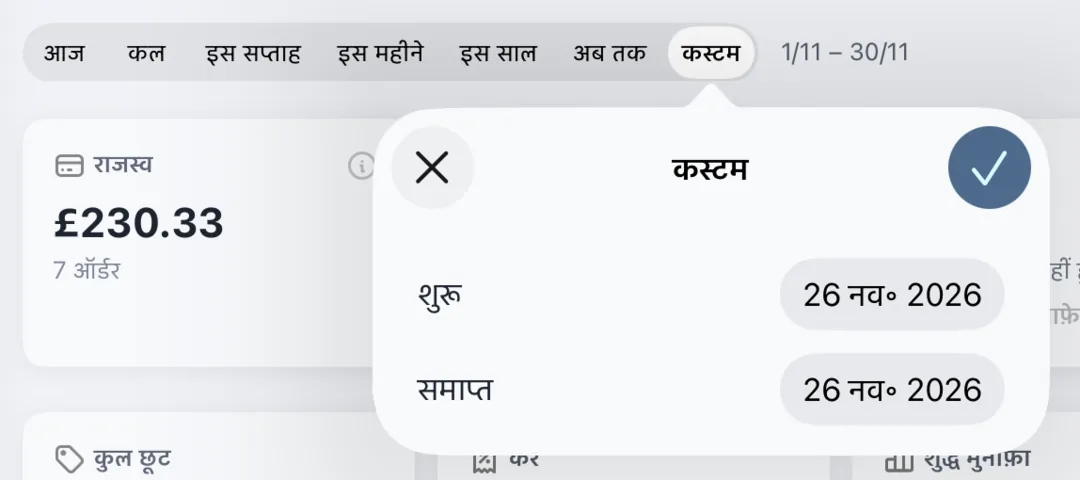 आज कल इस सप्ताह इस महीने इस साल अब तक कस्टम 1/11 – 30/11
राजस्व
£230.33
7 ऑर्डर
कस्टम
शुरू 26 नव॰ 2026
समाप्त 26 नव॰ 2026
कुल छूट
कर
शुद्ध मुनाफ़ा